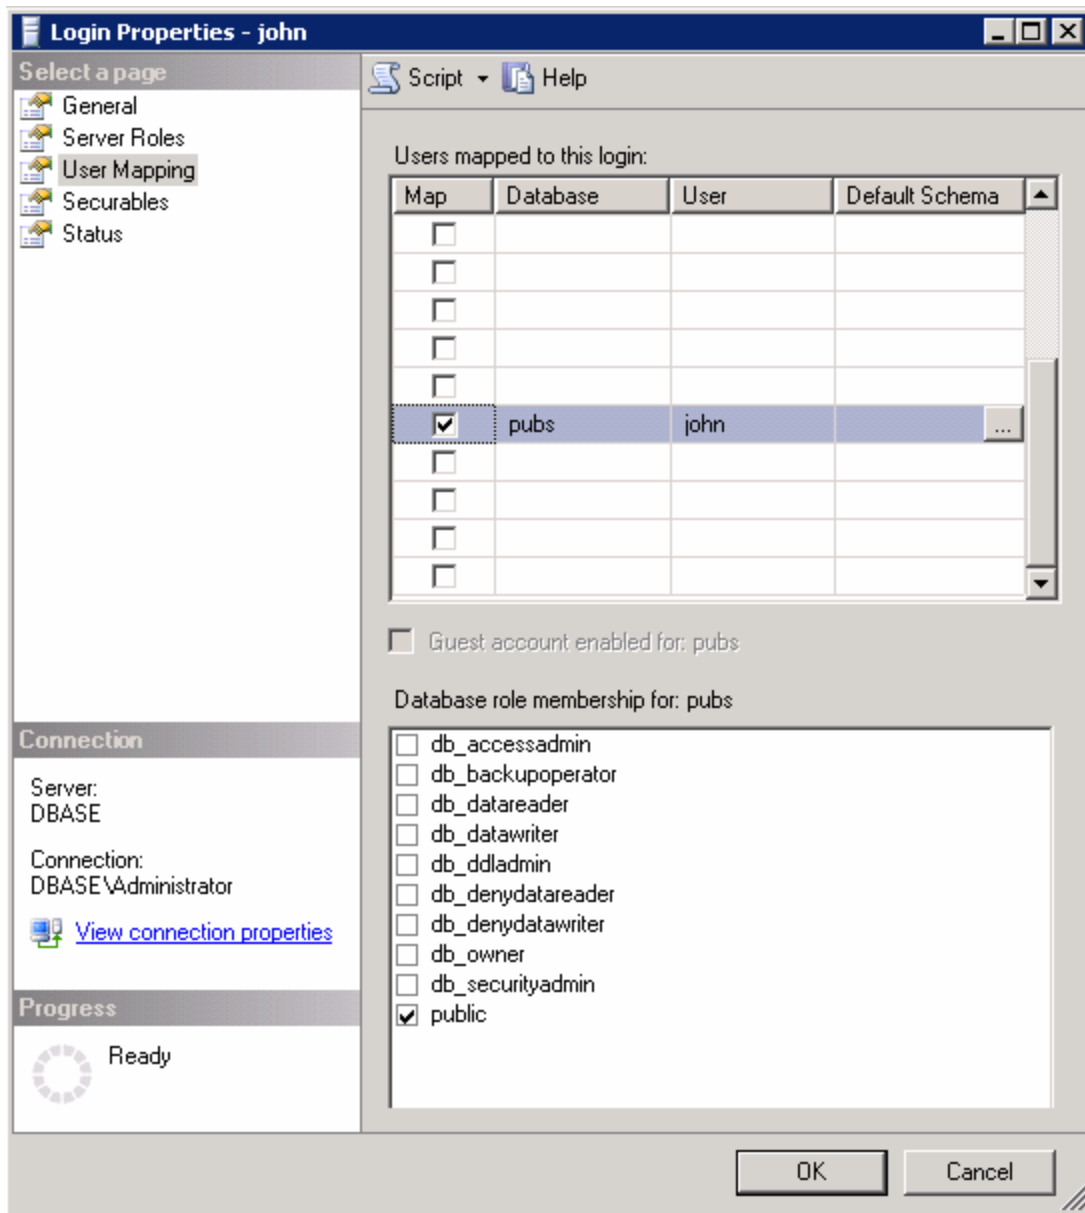 Login Properties - john
Select a page
General
Server Roles
User Mapping
Securables
Status
Script
Help
Users mapped to this login:
Map Database User Default Schema
pubs john ...
Guest account enabled for: pubs
Database role membership for: pubs
db_accessadmin
db_backupoperator
db_datareader
db_datawriter
db_ddladmin
db_denydatareader
db_denydatawriter
db_owner
db_securityadmin
public
Connection
Server:
DBASE
Connection:
DBASE\Administrator
View connection properties
Progress
Ready
OK Cancel